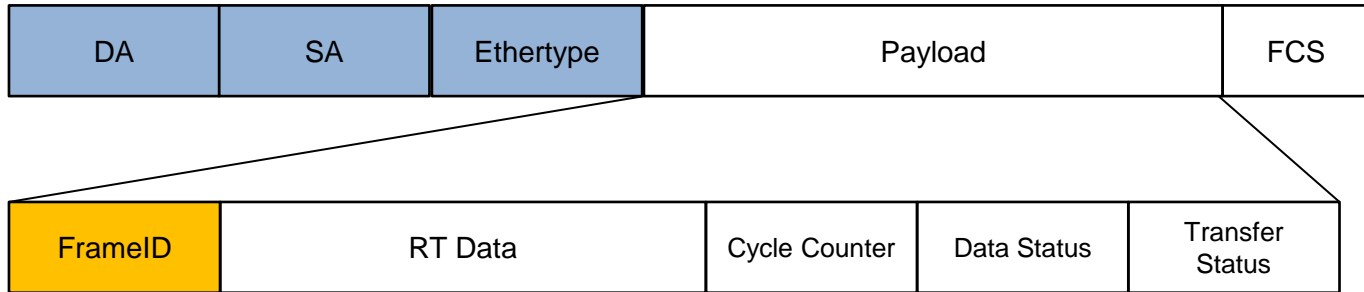 DA
SA
Ethertype
Payload
FCS
FrameID
RT Data
Cycle Counter
Data Status
Transfer
Status